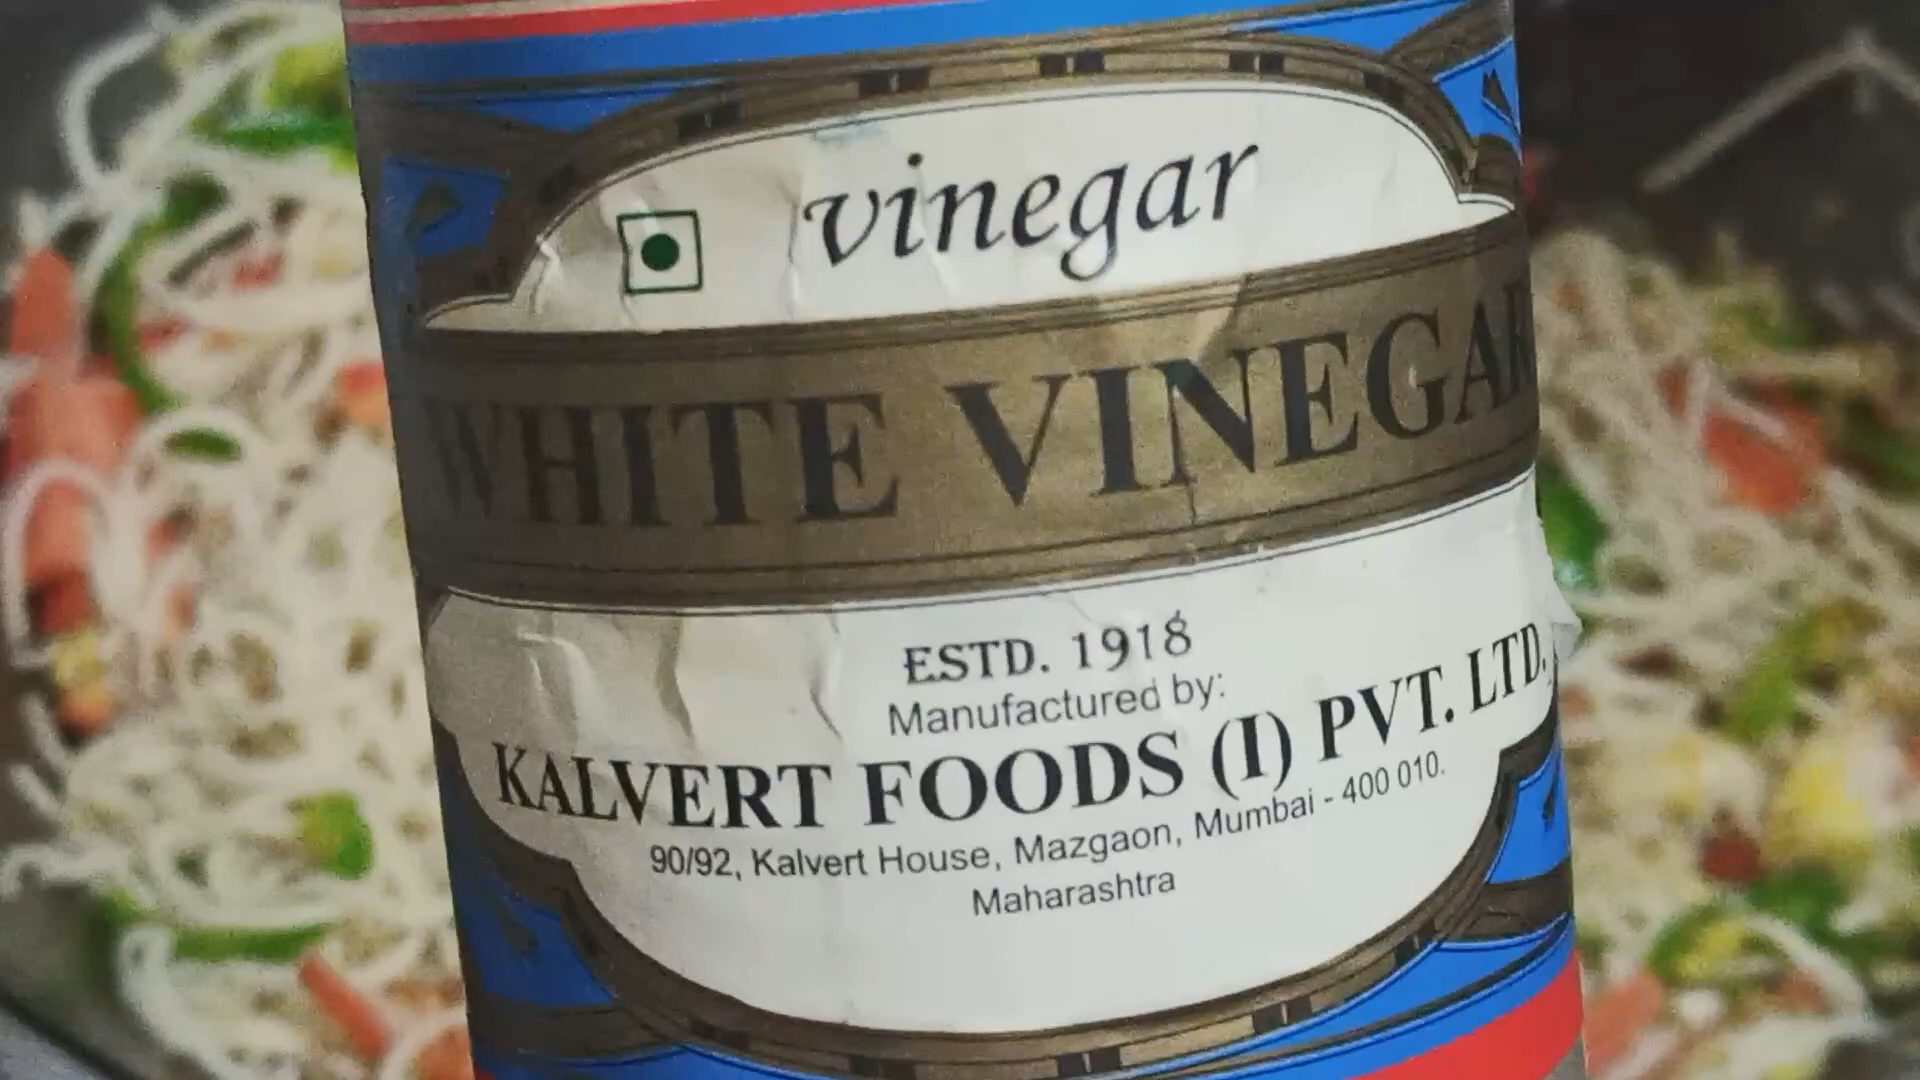 vinegar
WHITE VINEGAR
ESTD. 1918
Manufactured by:
KALVERT FOODS (I) PVT. LTD.
90/92, Kalvert House, Mazgaon, Mumbai - 400 010.
Maharashtra